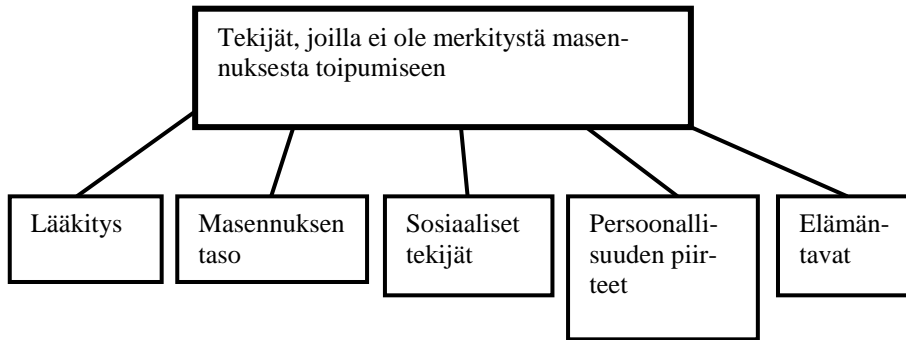 Tekijät, joilla ei ole merkitystä masen-
nuksesta toipumiseen
Lääkitys
Masennuksen
taso
Sosiaaliset
tekijät
Persoonalli-
suuden piir-
teet
Elämän-
tavat